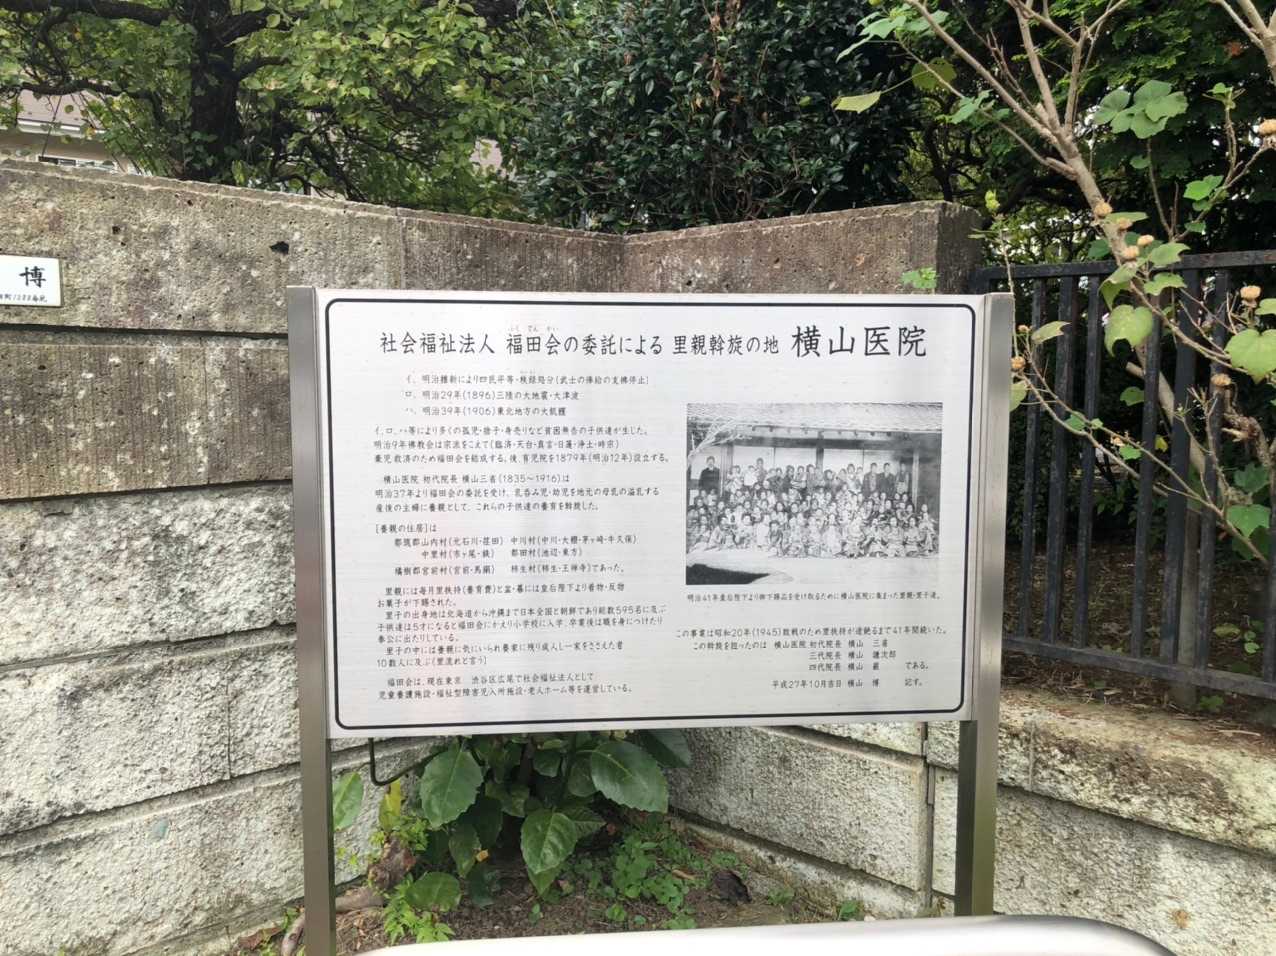 博
社会福祉法人 福田会の委託による 里親斡旋の地 横山医院
ふく でん かい
イ、明治維新により四民平等・秩録処分(武士の俸給の支払停止)
ロ、明治29年(1896)三陸の大地震・大津波
ハ、明治39年(1906)東北地方の大飢饉
イ、ロ、ハ等により多くの孤児・捨子・身売りなど貧困無告の子供達が生じた。
明治9年佛教会は宗派をこえて(臨済・天台・真言・日蓮・浄土・時宗)
棄児救済のため福田会を結成する。後、育児院を1879年(明治12年)設立する。
横山医院 初代院長 横山三省(1835~1916)は
明治37年より福田会の委託を受け、乳呑み児・幼児を地元の母乳の溢乳する
産後の主婦に養親として、これらの子供達の養育を斡旋した。
[養親の住居]は
都筑郡山内村(元石川・荏田) 中川村(中川・大棚・茅ヶ崎・牛久保)
中里村(市ヶ尾・鉄) 都田村(池辺・東方)
橘樹郡宮前村(宮前・馬絹) 柿生村(柿生・王禅寺)であった。
里親には毎月里扶持(養育費)と盆・暮には皇后陛下より着物・反物
お菓子が下賜された。
里子の出身地は北海道から沖縄まで日本全国と朝鮮であり総数595名に及ぶ
子供達は5才になると福田会にかえり小学校に入学、卒業後は職を身につけたり
奉公に出たりしている。
里子の中には養親に気にいられ養家に残り成人し一家をささえた者
10数人に及ぶ(里流れと言う)
福田会は、現在東京 渋谷区広尾で社会福祉法人として
児童養護施設・福祉型障害児入所施設・老人ホーム等を運営している。
明治41年皇后陛下より御下賜品を受け取るために横山医院に集まった里親・里子達。
この事業は昭和20年(1945)敗戦のため里扶持が途絶るまで41年間続いた。
この斡旋を担ったのは 横山医院 初代院長 横山 三省
三代院長 横山 謙次郎
四代院長 横山 巌 である。
平成27年10月吉日 横山 博 記す。